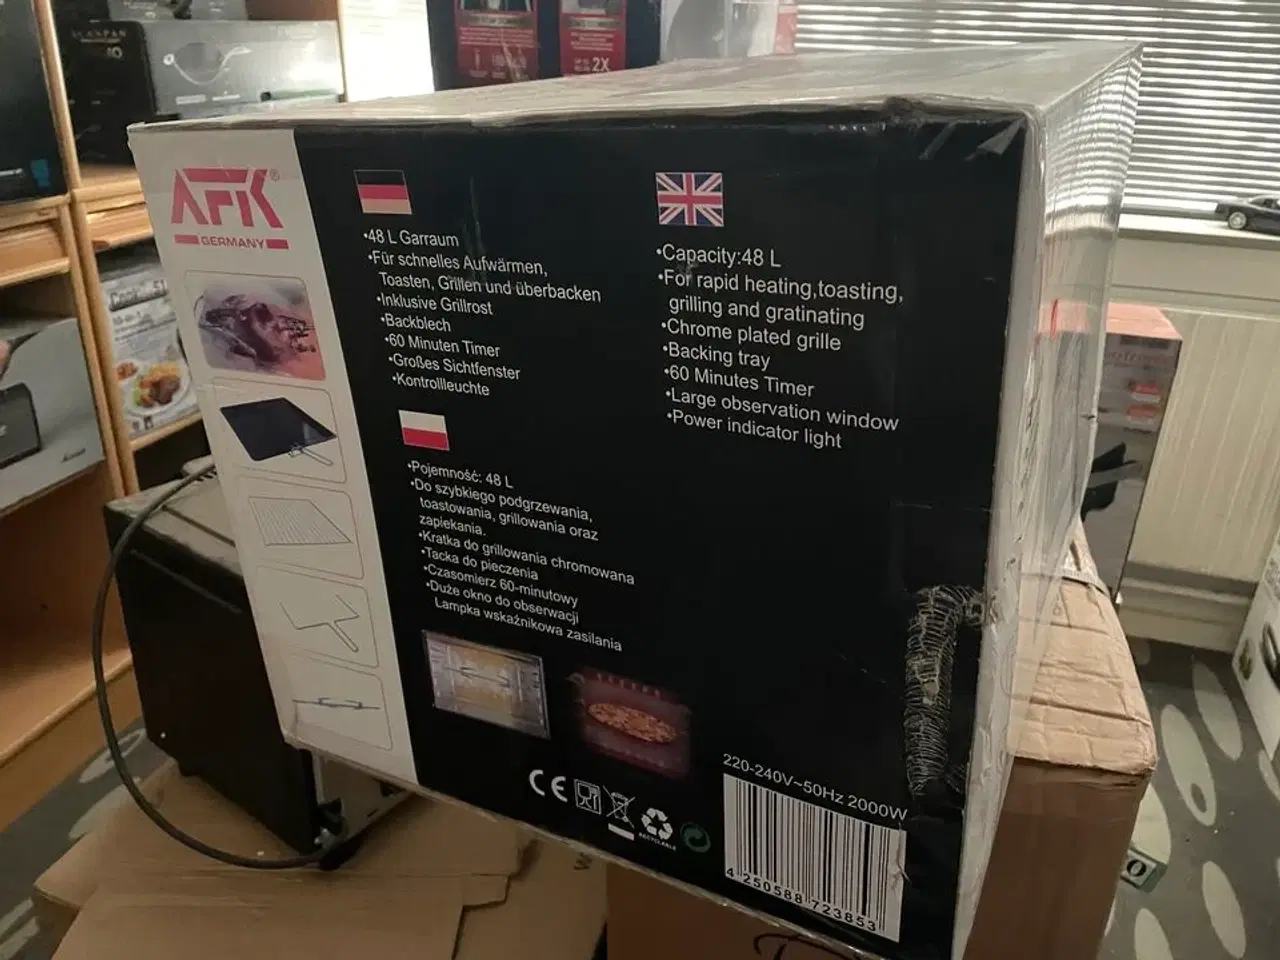 SCANPAN
2X
AFK®
GERMANY
•48 L Garraum
•Für schnelles Aufwärmen,
Toasten, Grillen und überbacken
•Inklusive Grillrost
•Backblech
•60 Minuten Timer
•Großes Sichtfenster
•Kontrollleuchte
•Capacity:48 L
•For rapid heating,toasting,
grilling and gratinating
•Chrome plated grille
•Backing tray
•60 Minutes Timer
•Large observation window
•Power indicator light
•Pojemność: 48 L
•Do szybkiego podgrzewania,
toastowania, grillowania oraz
zapiekania.
•Kratka do grillowania chromowana
•Tacka do pieczenia
•Czasomierz 60-minutowy
•Duże okno do obserwacji
Lampka wskaźnikowa zasilania
CE
RECYCLABLE
220-240V~50Hz 2000W
4 250588 723853